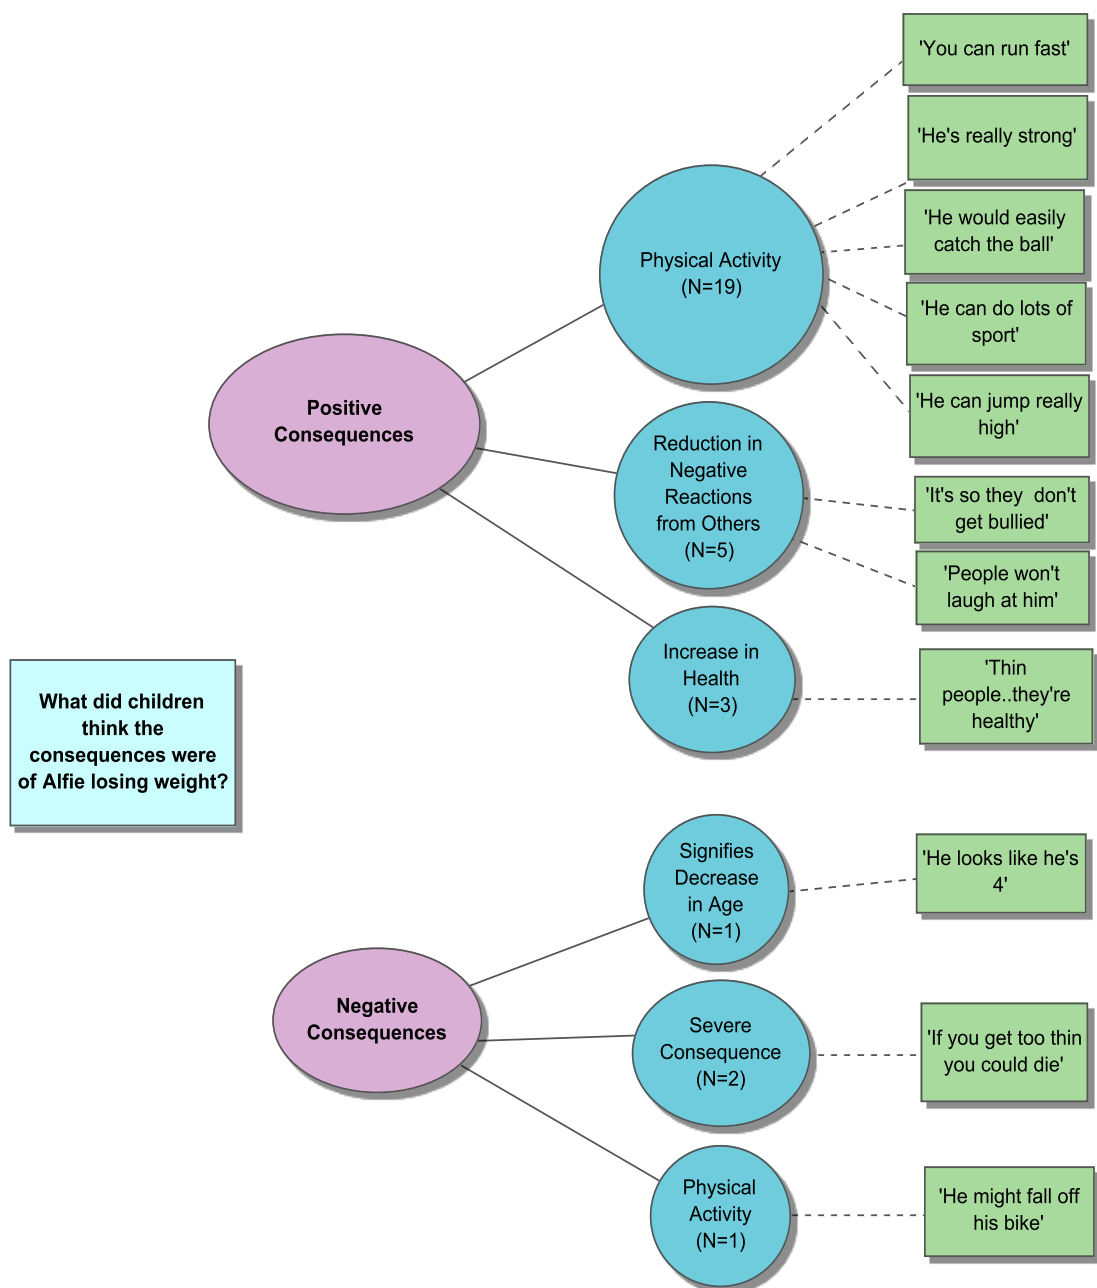 What did children
think the
consequences were
of Alfie losing weight?
Positive
Consequences
Physical Activity
(N=19)
'You can run fast'
'He's really strong'
'He would easily
catch the ball'
'He can do lots of
sport'
'He can jump really
high'
Reduction in
Negative
Reactions
from Others
(N=5)
'It's so they  don't
get bullied'
'People won't
laugh at him'
Increase in
Health
(N=3)
'Thin
people..they're
healthy'
Negative
Consequences
Signifies
Decrease
in Age
(N=1)
'He looks like he's
4'
Severe
Consequence
(N=2)
'If you get too thin
you could die'
Physical
Activity
(N=1)
'He might fall off
his bike'